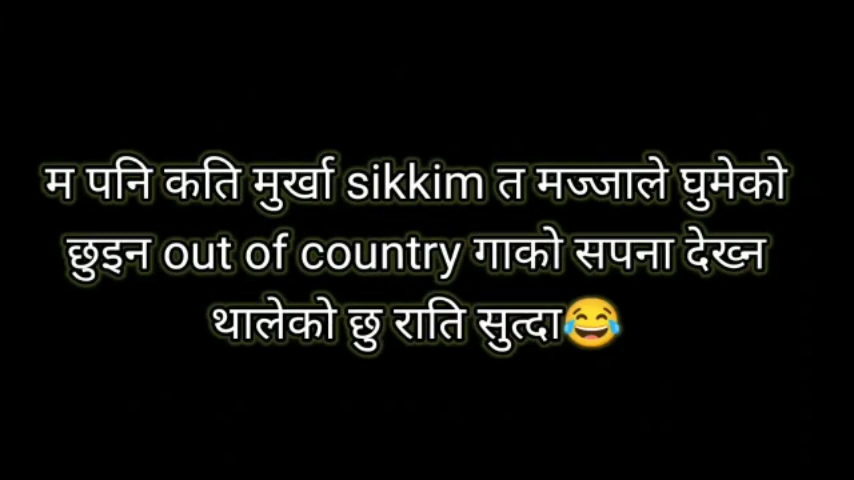 म पनि कति मुर्खा sikkim त मज्जाले घुमेको
छुइन out of country गाको सपना देख्न
थालेको छु राति सुत्दा😂